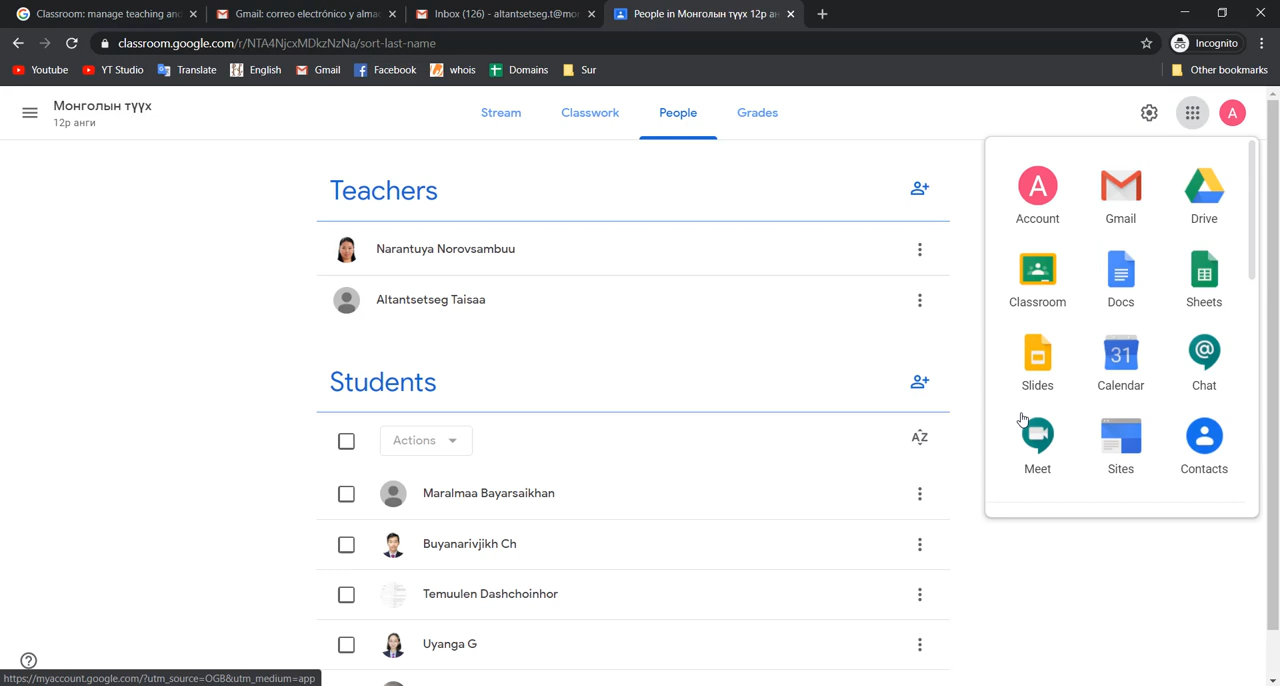 Classroom: manage teaching and
Gmail: correo electrónico y alma
Inbox (126) - altantsetseg.t@mo
People in Монголын түүх 12р ан
classroom.google.com/r/NTA4NjcxMDkzNzNa/sort-last-name
Incognito
Youtube
YT Studio
Translate
English
Gmail
Facebook
whois
Domains
Sur
Other bookmarks
Монголын түүх
12р анги
Stream
Classwork
People
Grades
A
Teachers
Narantuya Norovsambuu
Altantsetseg Taisaa
Students
Actions
AZ
Maralmaa Bayarsaikhan
Buyanarivjikh Ch
Temuulen Dashchoinhor
Uyanga G
A
Account
Gmail
Drive
Classroom
Docs
Sheets
Slides
31
Calendar
@
Chat
Meet
Sites
Contacts
https://myaccount.google.com/?utm_source=OGB&utm_medium=app